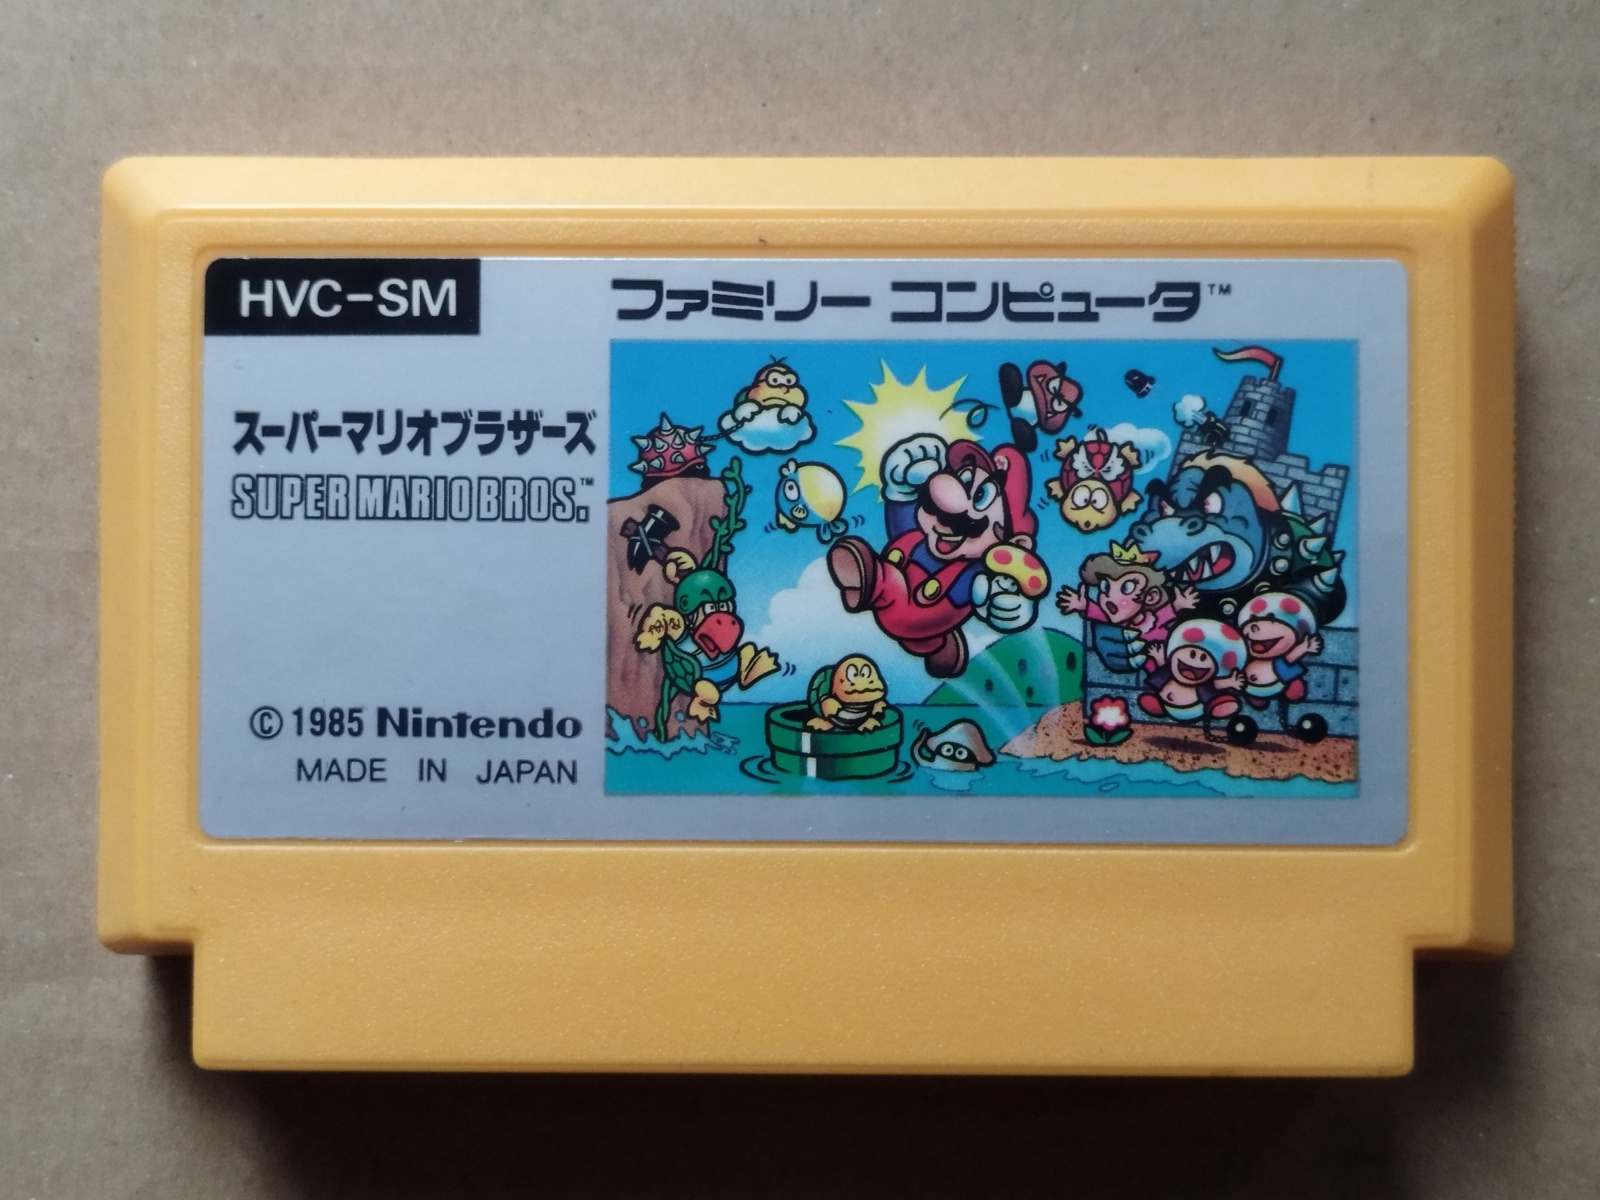 HVC-SM
ファミリー コンピュータ™
スーパーマリオブラザーズ
SUPER MARIO BROS.™
© 1985 Nintendo
MADE IN JAPAN